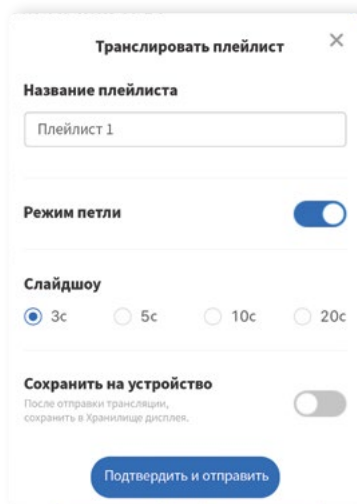 Транслировать плейлист
Название плейлиста
Плейлист 1
Режим петли
Слайдшоу
3с 5с 10с 20с
Сохранить на устройство
После отправки трансляции,
сохранить в Хранилище дисплея.
Подтвердить и отправить